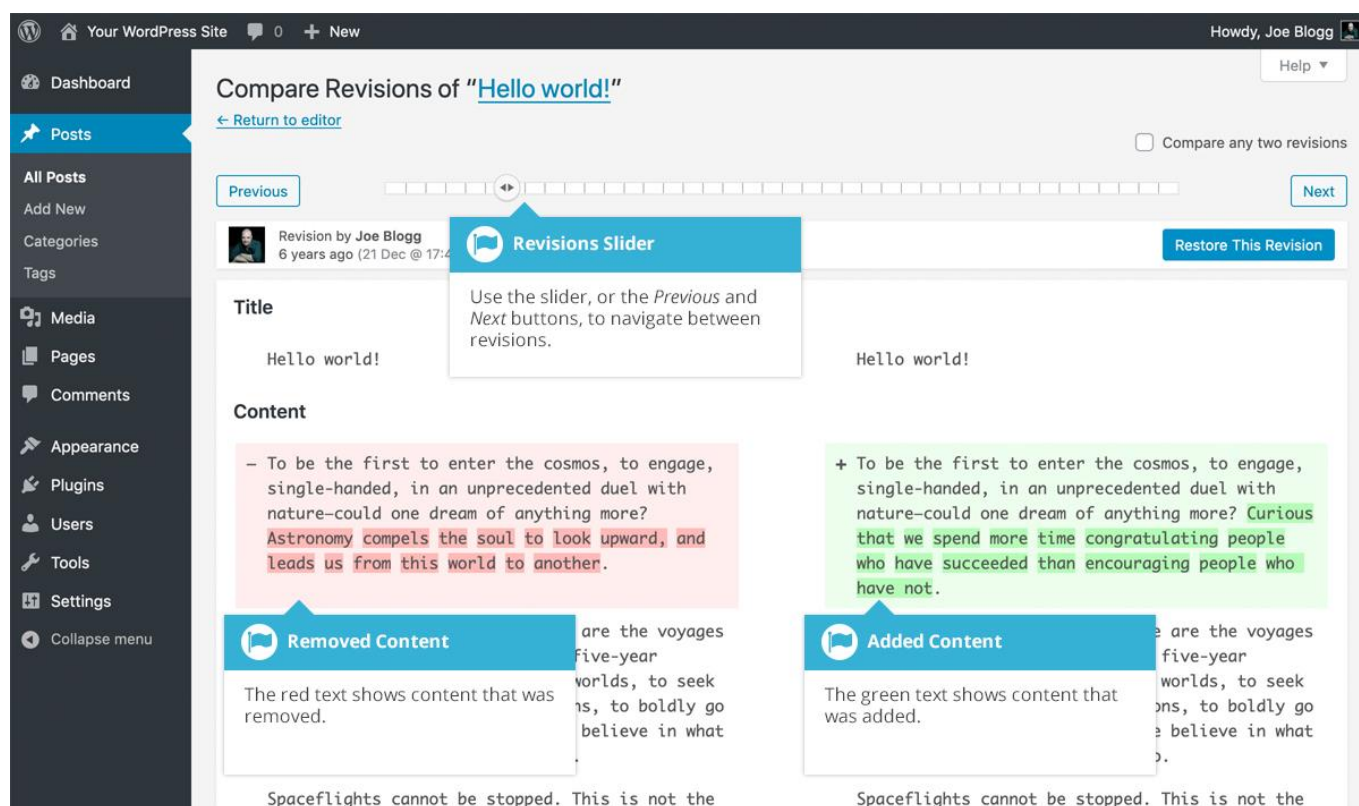 Your WordPress Site 0 + New Howdy, Joe Blogg
Help
Dashboard
Posts
All Posts
Add New
Categories
Tags
Media
Pages
Comments
Appearance
Plugins
Users
Tools
Settings
Collapse menu
Compare Revisions of “Hello world!”
← Return to editor
Compare any two revisions
Previous
Next
Revision by Joe Blogg
6 years ago (21 Dec @ 17:4
Restore This Revision
Revisions Slider
Use the slider, or the Previous and
Next buttons, to navigate between
revisions.
Title
Hello world!
Hello world!
Content
– To be the first to enter the cosmos, to engage,
single-handed, in an unprecedented duel with
nature—could one dream of anything more?
Astronomy compels the soul to look upward, and
leads us from this world to another.
+ To be the first to enter the cosmos, to engage,
single-handed, in an unprecedented duel with
nature—could one dream of anything more? Curious
that we spend more time congratulating people
who have succeeded than encouraging people who
have not.
Removed Content
The red text shows content that was
removed.
are the voyages
five-year
worlds, to seek
ns, to boldly go
believe in what
.
Added Content
The green text shows content that
was added.
e are the voyages
five-year
worlds, to seek
ons, to boldly go
e believe in what
o.
Spaceflights cannot be stopped. This is not the
Spaceflights cannot be stopped. This is not the